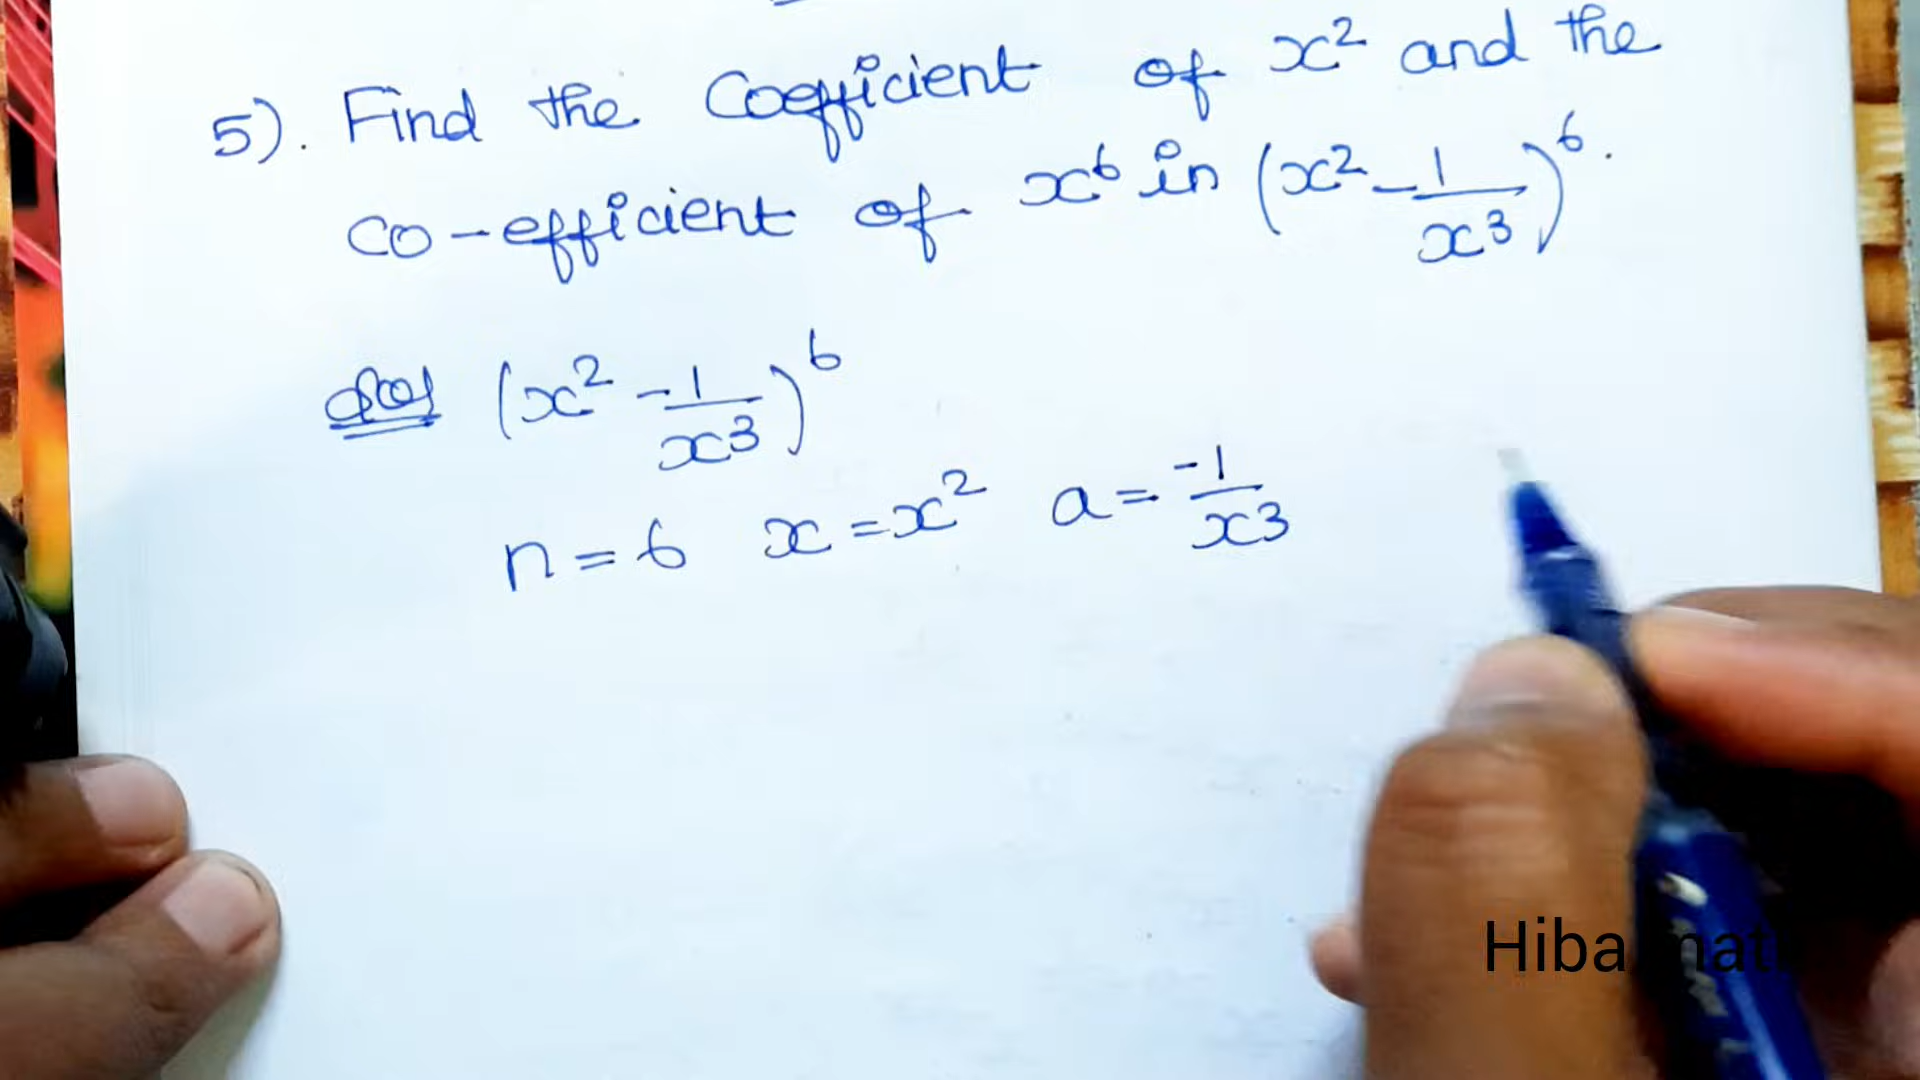 5). Find the Coefficient of x² and the
co-efficient of x⁶ in (x² - 1/x³)⁶.
Sol (x² - 1/x³)⁶
n = 6 x = x² a = -1/x³
Hiba